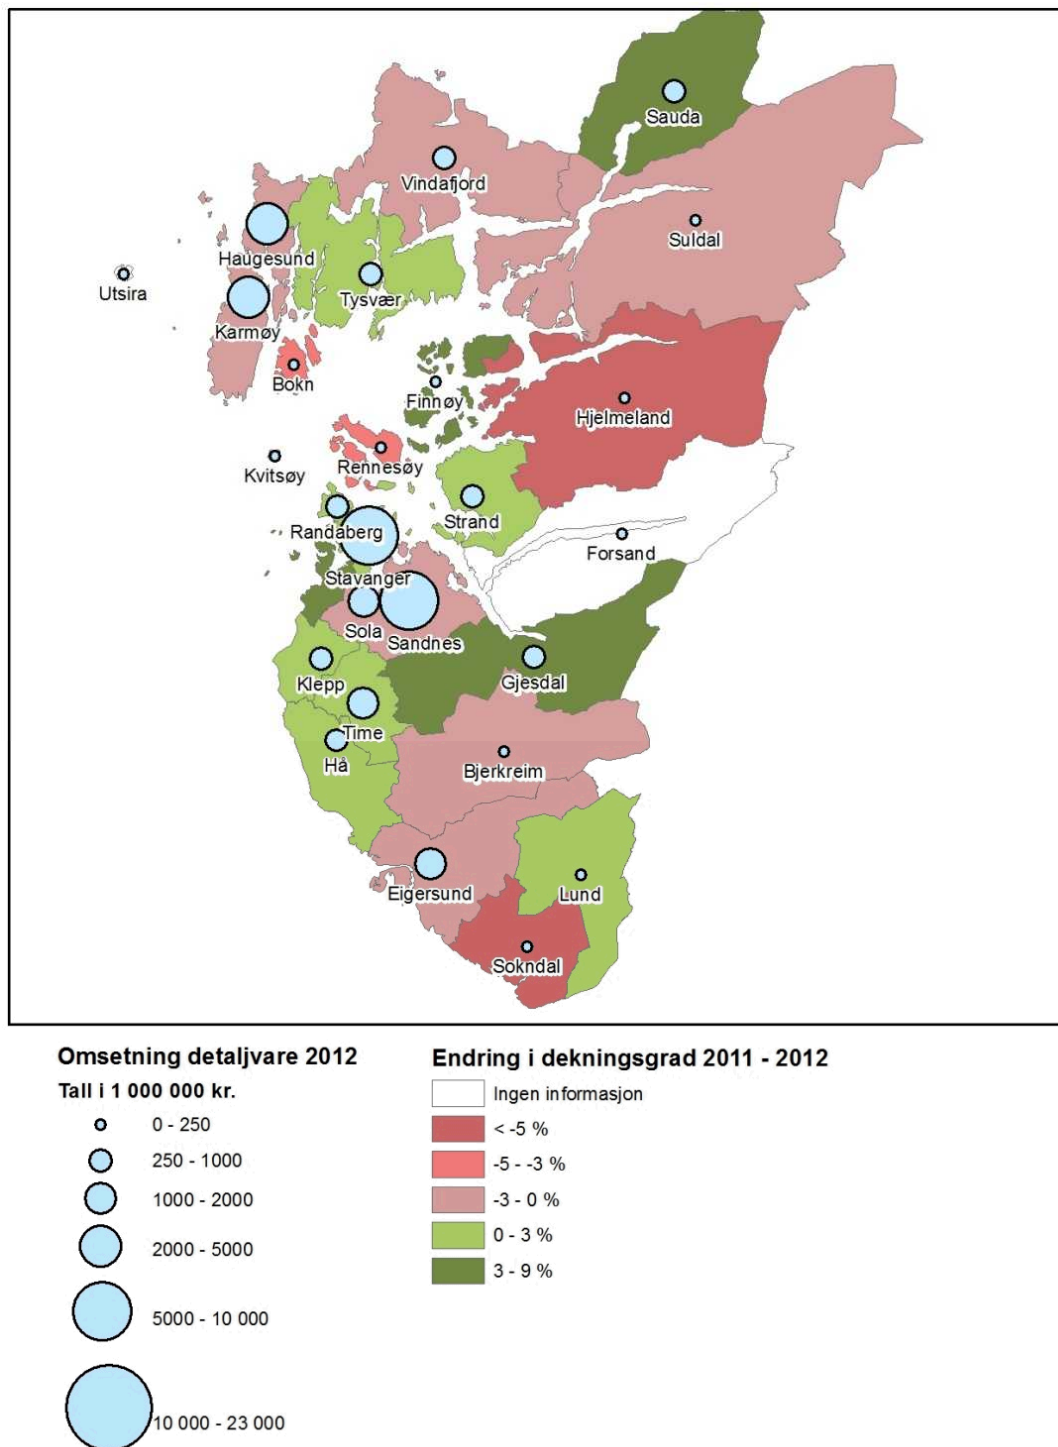 Sauda
Vindafjord
Suldal
Haugesund
Utsira
Tysvær
Karmøy
Bokn
Finnøy
Hjelmeland
Kvitsøy
Rennesøy
Strand
Randaberg
Forsand
Stavanger
Sola
Sandnes
Klepp
Gjesdal
Time
Hå
Bjerkreim
Eigersund
Lund
Sokndal
Omsetning detaljvare 2012
Tall i 1 000 000 kr.
0 - 250
250 - 1000
1000 - 2000
2000 - 5000
5000 - 10 000
10 000 - 23 000
Endring i dekningsgrad 2011 - 2012
Ingen informasjon
< -5 %
-5 - -3 %
-3 - 0 %
0 - 3 %
3 - 9 %